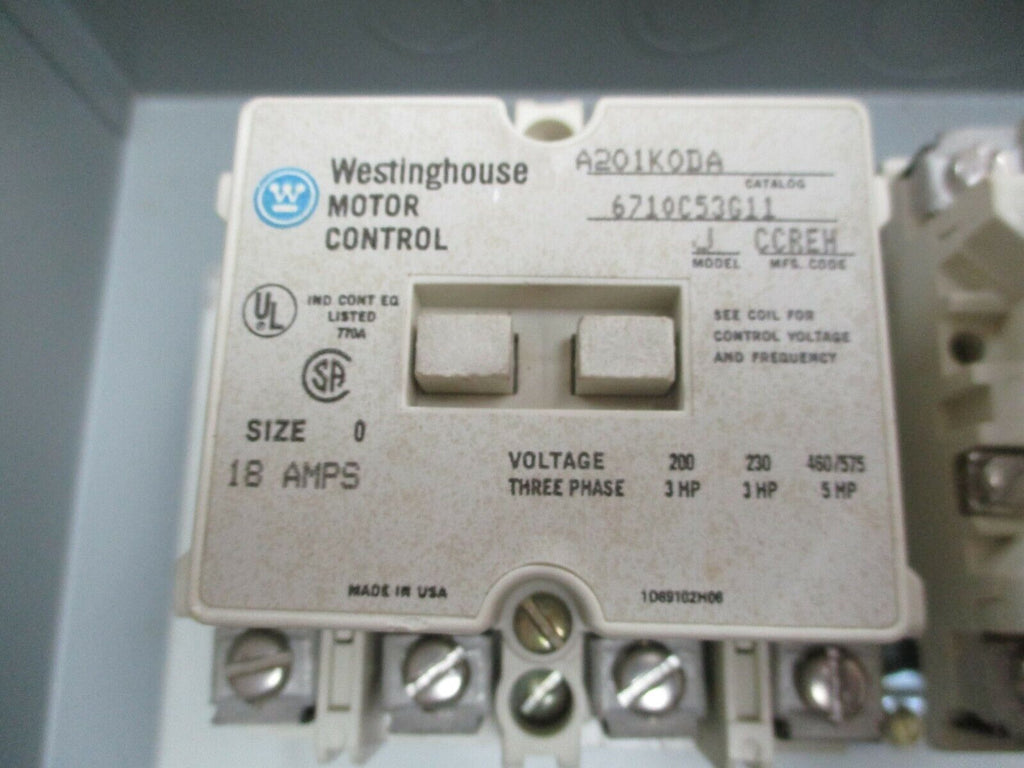 Westinghouse
MOTOR
CONTROL
A201K0DA
CATALOG
6710C53G11
J CCREH
MODEL MFG. CODE
UL
IND CONT EQ
LISTED
770A
SA
SEE COIL FOR
CONTROL VOLTAGE
AND FREQUENCY
SIZE 0
18 AMPS
VOLTAGE 200 230 460/575
THREE PHASE 3 HP 3 HP 5 HP
MADE IN USA
1D69102H06
W